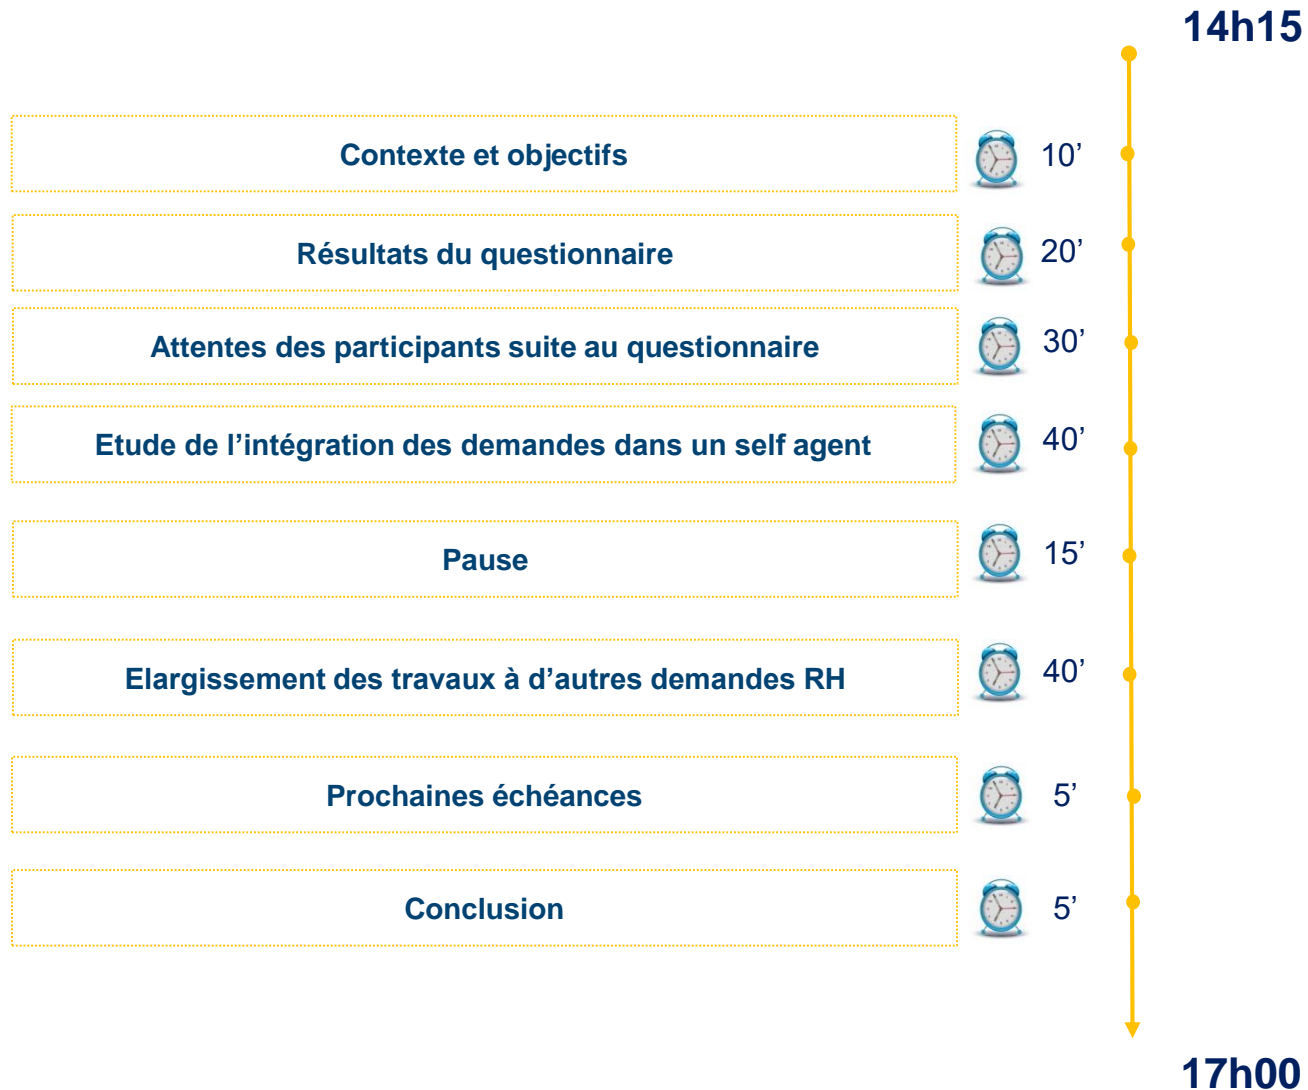 14h15
Contexte et objectifs 10’
Résultats du questionnaire 20’
Attentes des participants suite au questionnaire 30’
Etude de l’intégration des demandes dans un self agent 40’
Pause 15’
Elargissement des travaux à d’autres demandes RH 40’
Prochaines échéances 5’
Conclusion 5’
17h00